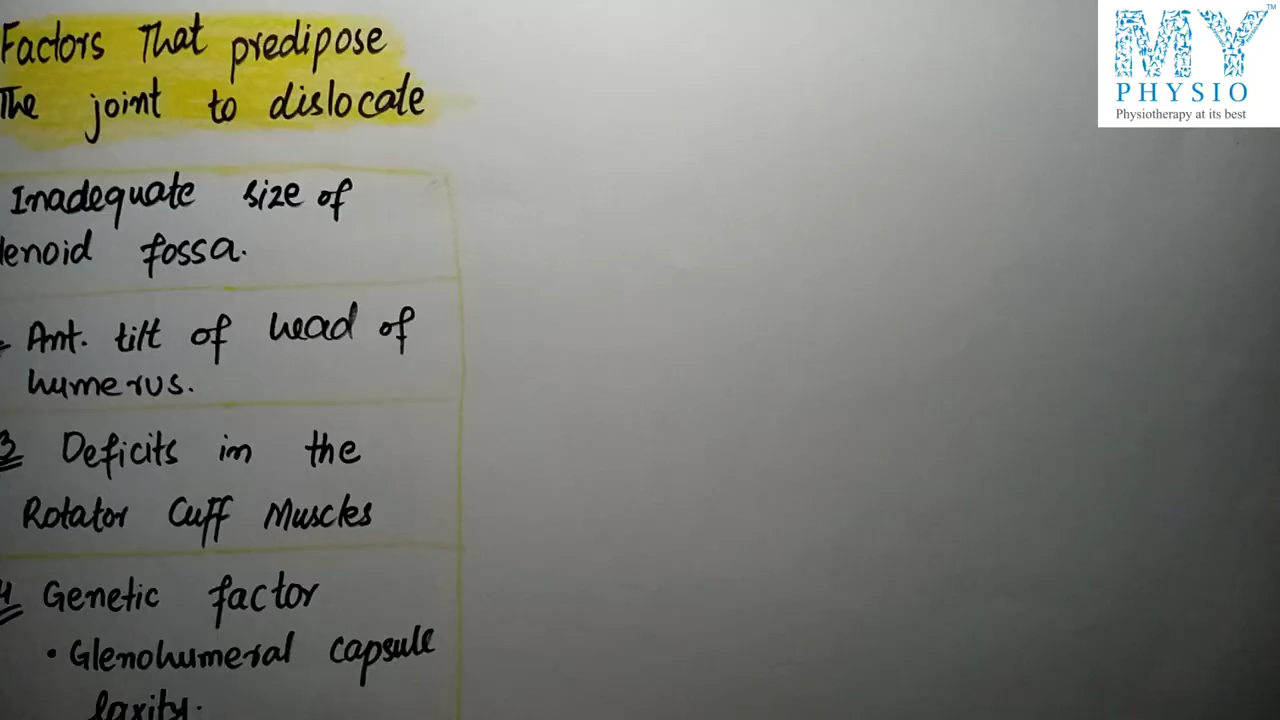 Factors That predipose
The joint to dislocate
Inadequate size of
lenoid fossa.
Ant. tilt of head of
humerus.
3 Deficits in the
Rotator Cuff Muscles
4 Genetic factor
• Glenohumeral capsule
laxity.
MY
TM
PHYSIO
Physiotherapy at its best